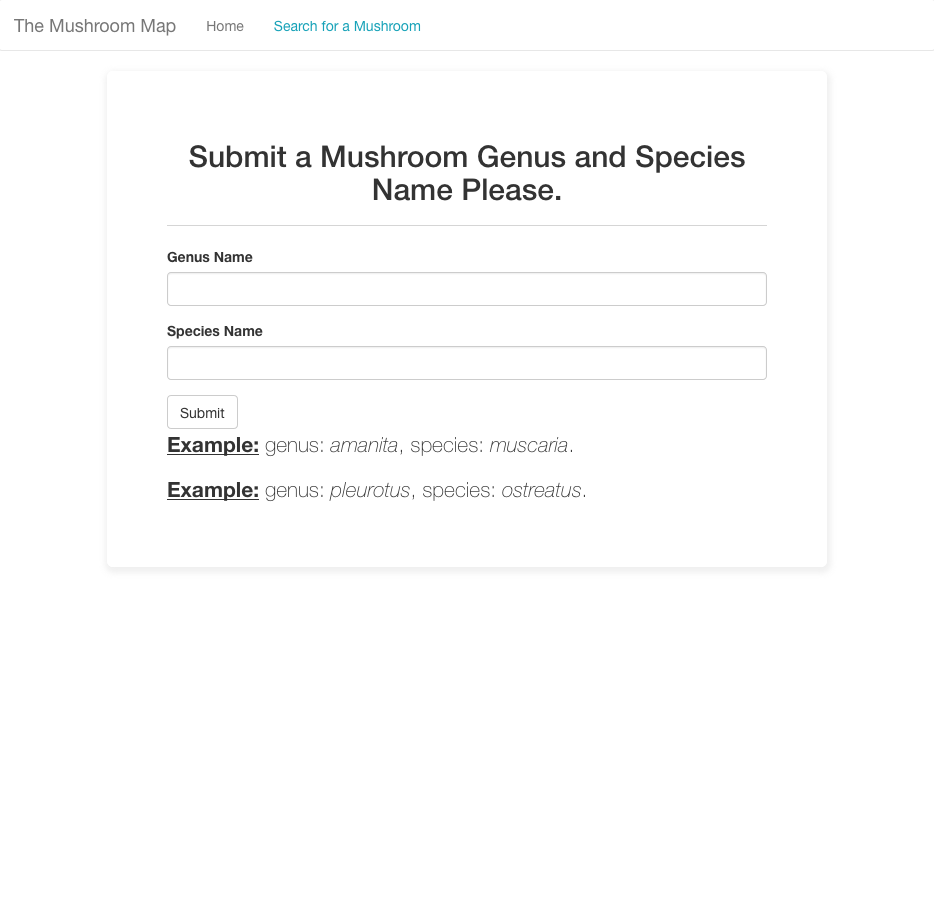 The Mushroom Map Home Search for a Mushroom
Submit a Mushroom Genus and Species
Name Please.
Genus Name
Species Name
Submit
Example: genus: amanita, species: muscaria.
Example: genus: pleurotus, species: ostreatus.